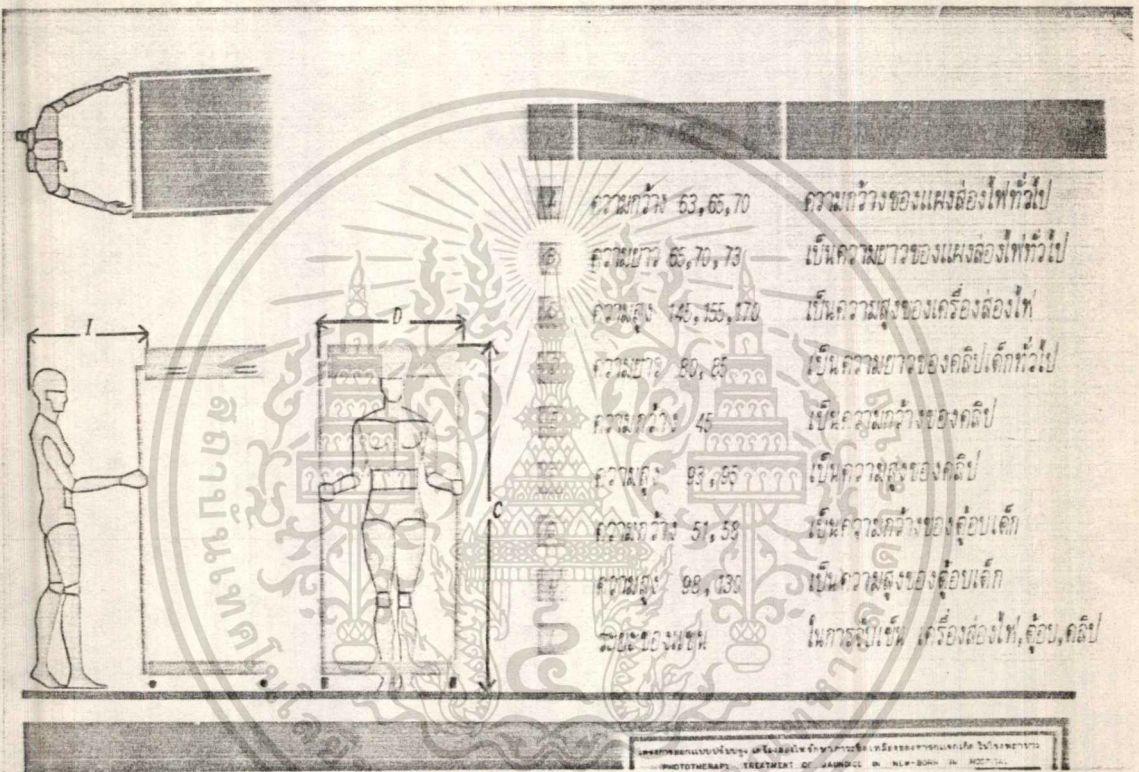 I
D
C
ความกว้าง 63,65,70 ความกว้างของแผงส่องไฟทั่วไป
ความยาว 65,70,73 เป็นความยาวของแผงส่องไฟทั่วไป
ความสูง 145,155,170 เป็นความสูงของเครื่องส่องไฟ
ความยาว 80,85 เป็นความยาวของคลิปเด็กทั่วไป
ความกว้าง 45 เป็นความกว้างของคลิป
ความสูง 93,95 เป็นความสูงของคลิป
ความกว้าง 51,58 เป็นความกว้างของตู้อบเด็ก
ความสูง 98,135 เป็นความสูงของตู้อบเด็ก
ระยะของแขน ในการจับเข็น เครื่องส่องไฟ,ตู้อบ,คลิป
PHOTOTHERAPY TREATMENT OF JAUNDICE IN NEW-BORN IN HOSPITAL